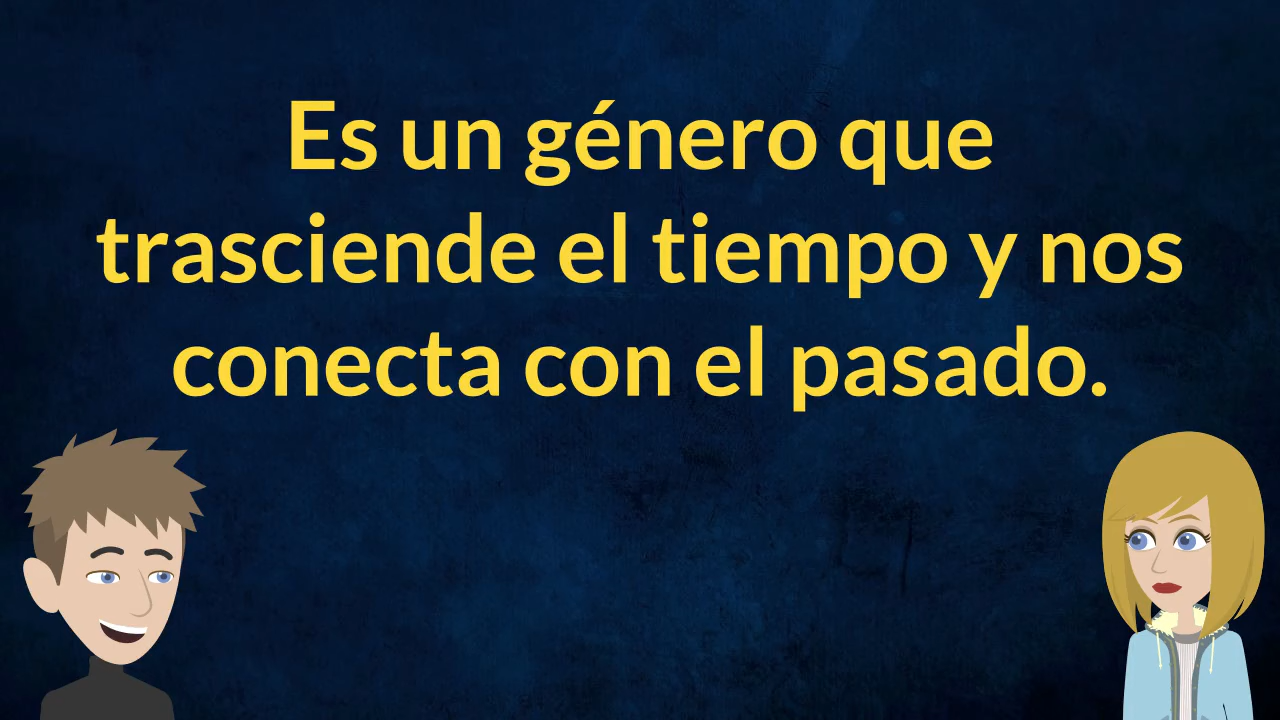 Es un género que
trasciende el tiempo y nos
conecta con el pasado.